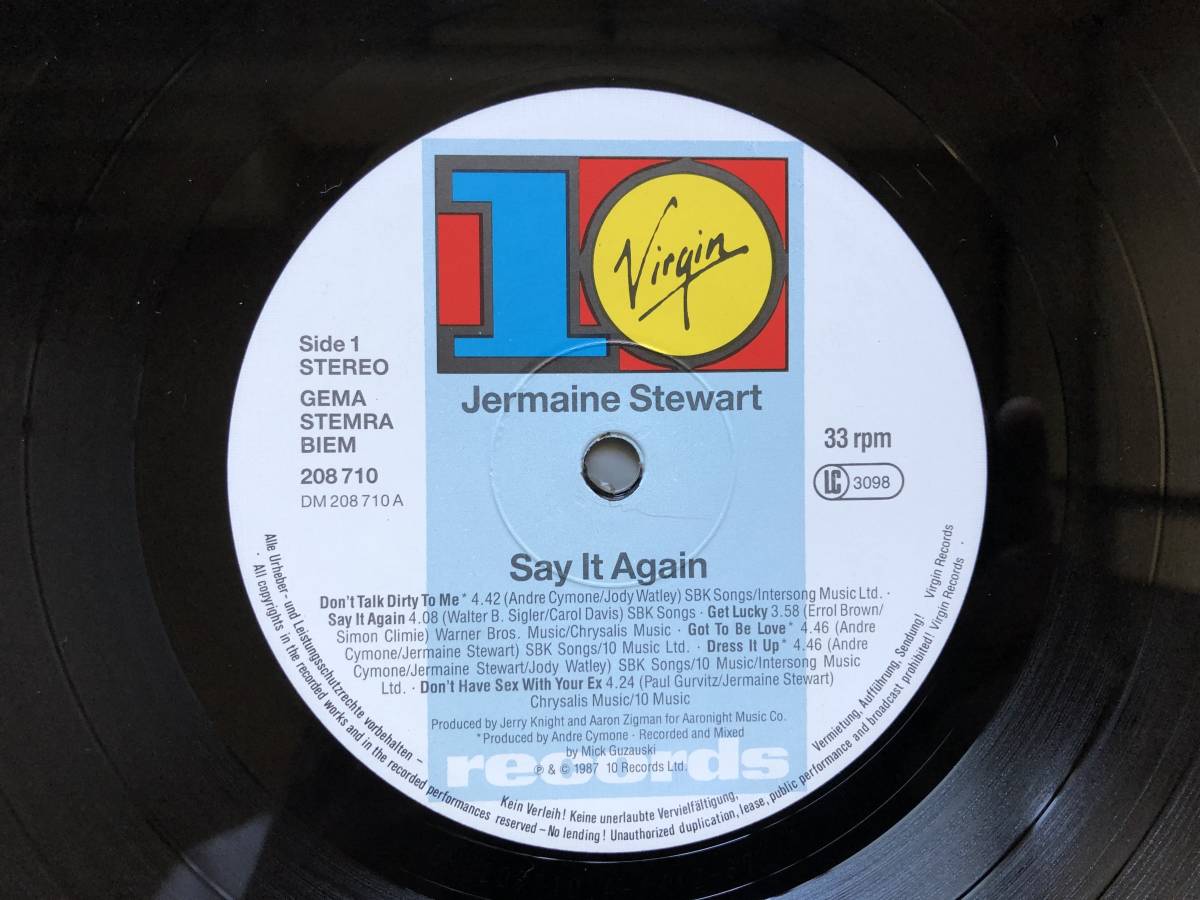 10
Virgin
Jermaine Stewart
Side 1
STEREO
GEMA
STEMRA
BIEM
208 710
DM 208 710 A
33 rpm
LC 3098
Say It Again
Don't Talk Dirty To Me* 4.42 (Andre Cymone/Jody Watley) SBK Songs/Intersong Music Ltd. ·
Say It Again 4.08 (Walter B. Sigler/Carol Davis) SBK Songs · Get Lucky 3.58 (Errol Brown/
Simon Climie) Warner Bros. Music/Chrysalis Music · Got To Be Love* 4.46 (Andre
Cymone/Jermaine Stewart) SBK Songs/10 Music Ltd. · Dress It Up* 4.46 (Andre
Cymone/Jermaine Stewart/Jody Watley) SBK Songs/10 Music/Intersong Music
Ltd. · Don't Have Sex With Your Ex 4.24 (Paul Gurvitz/Jermaine Stewart)
Chrysalis Music/10 Music
Produced by Jerry Knight and Aaron Zigman for Aaronight Music Co.
*Produced by Andre Cymone · Recorded and Mixed
by Mick Guzauski
℗ & © 1987 10 Records Ltd.
records
Alle Urheber- und Leistungsschutzrechte vorbehalten – Kein Verleih! Keine unerlaubte Vervielfältigung, Vermietung, Aufführung, Sendung! Virgin Records
· All copyrights in the recorded works and in the recorded performances reserved – No lending! Unauthorized duplication, lease, public performance and broadcast prohibited! Virgin Records ·